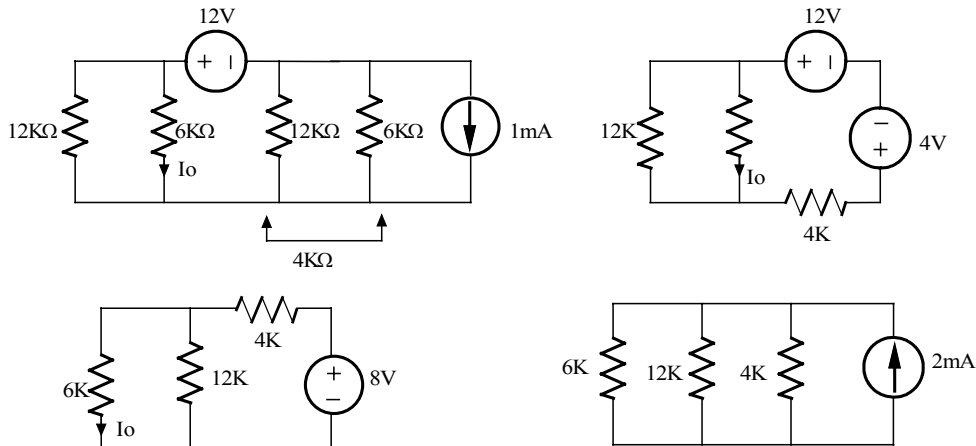 12V
+ −
12KΩ 6KΩ 12KΩ 6KΩ 1mA
Io
4KΩ
12V
+ −
12K
Io
−
+
4V
4K
4K
6K 12K
+
−
8V
Io
6K 12K 4K 2mA